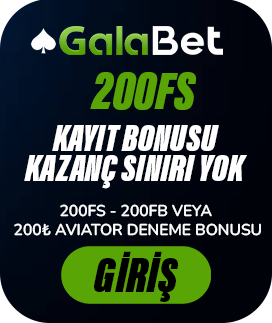 GalaBet
200FS
KAYIT BONUSU
KAZANÇ SINIRI YOK
200FS - 200FB VEYA
200₺ AVIATOR DENEME BONUSU
GİRİŞ